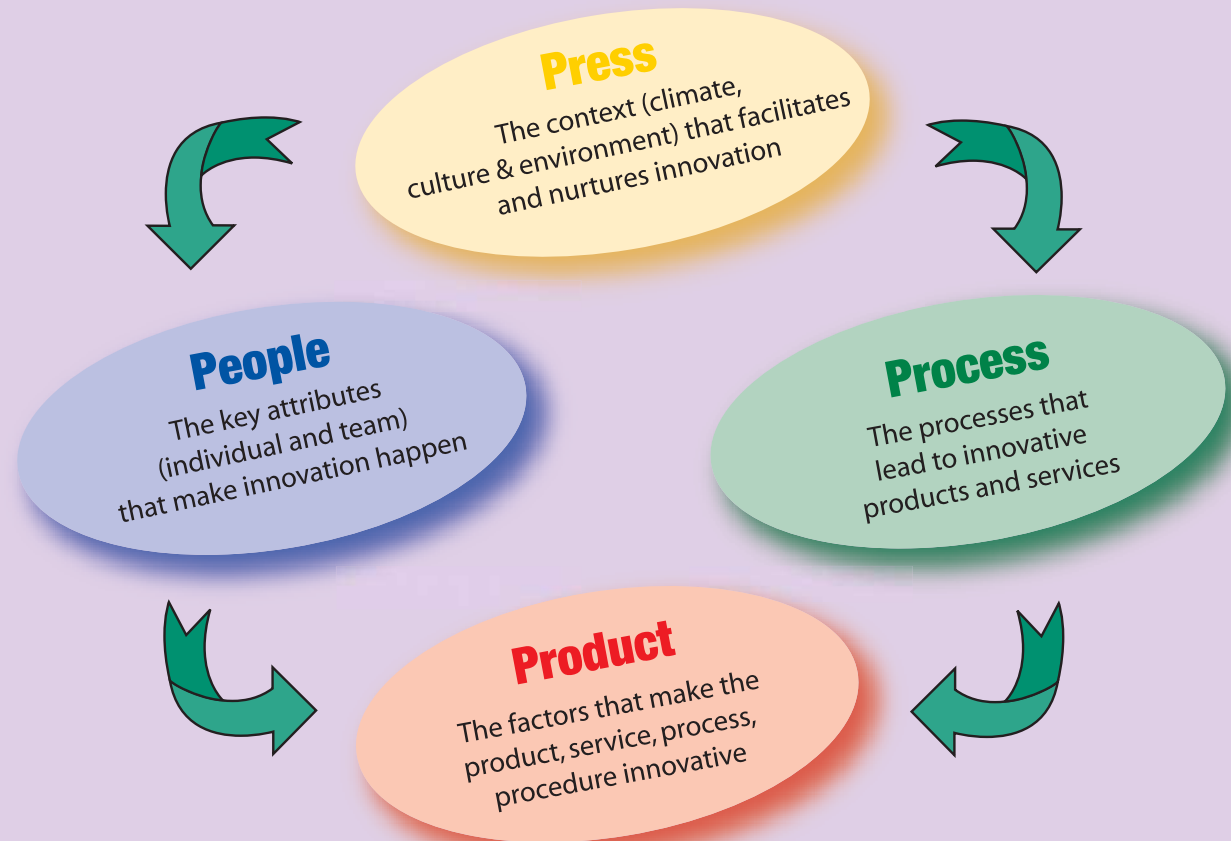 Press
The context (climate,
culture & environment) that facilitates
and nurtures innovation
People
The key attributes
(individual and team)
that make innovation happen
Process
The processes that
lead to innovative
products and services
Product
The factors that make the
product, service, process,
procedure innovative